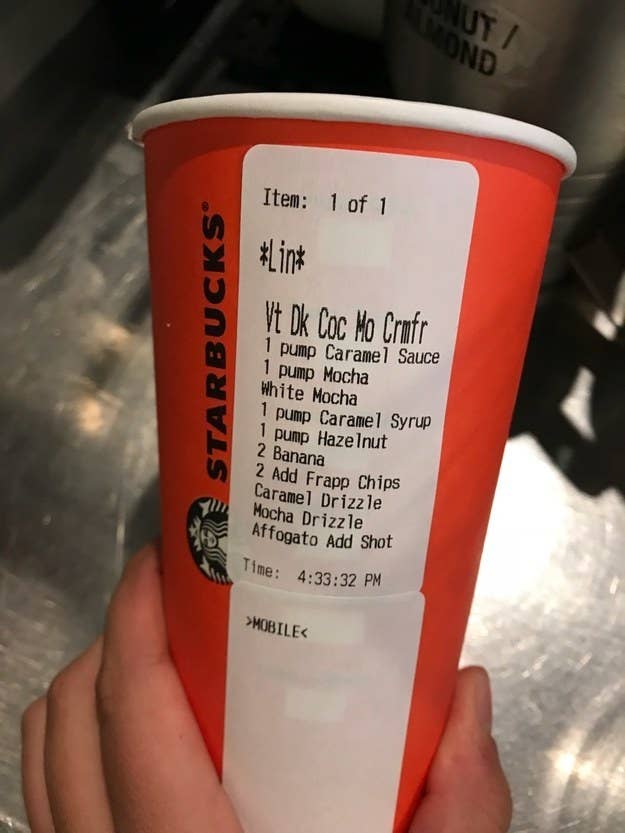 NUT /
MOND
STARBUCKS®
Item: 1 of 1
*Lin*
Vt Dk Coc Mo Crmfr
1 pump Caramel Sauce
1 pump Mocha
White Mocha
1 pump Caramel Syrup
1 pump Hazelnut
2 Banana
2 Add Frapp Chips
Caramel Drizzle
Mocha Drizzle
Affogato Add Shot
Time: 4:33:32 PM
>MOBILE<